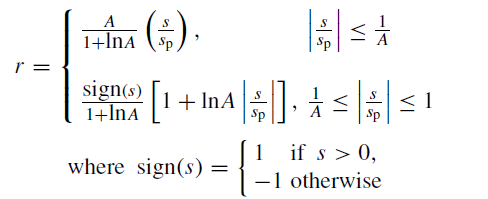 r = { A/(1+lnA) (s/s_p), |s/s_p| ≤ 1/A
sign(s)/(1+lnA) [1 + lnA |s/s_p|], 1/A ≤ |s/s_p| ≤ 1
where sign(s) = { 1 if s > 0,
−1 otherwise